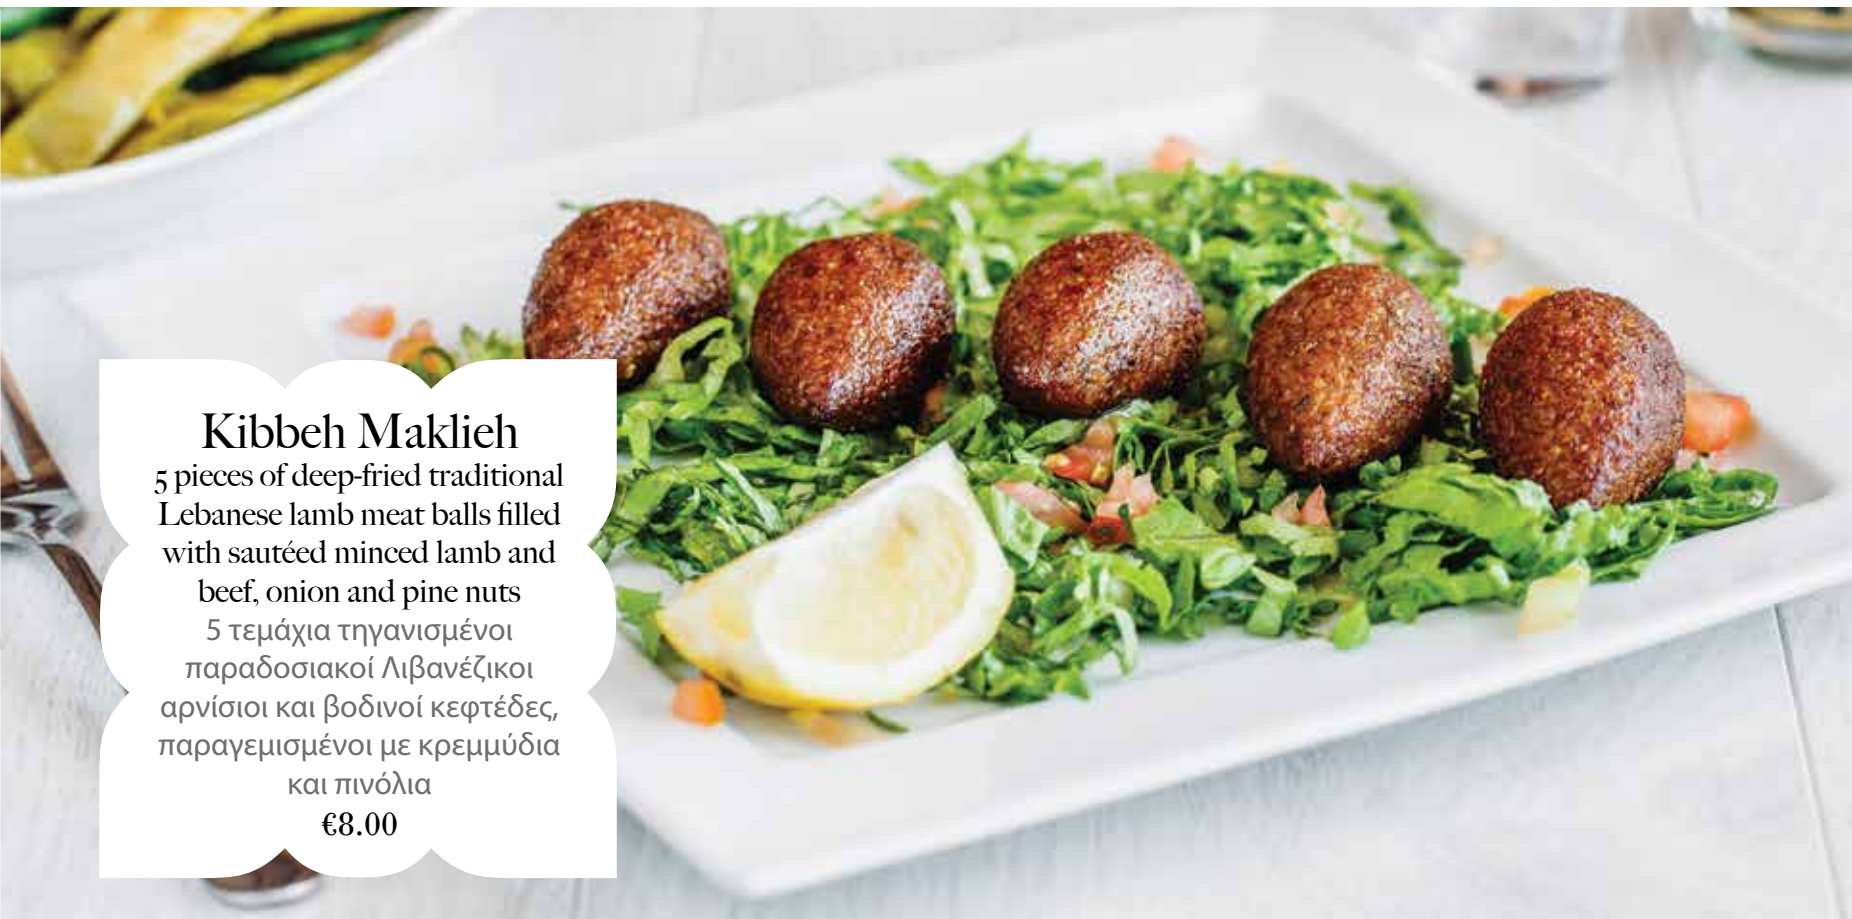 Kibbeh Maklieh
5 pieces of deep-fried traditional
Lebanese lamb meat balls filled
with sautéed minced lamb and
beef, onion and pine nuts
5 τεμάχια τηγανισμένοι
παραδοσιακοί Λιβανέζικοι
αρνίσιοι και βοδινοί κεφτέδες,
παραγεμισμένοι με κρεμμύδια
και πινόλια
€8.00